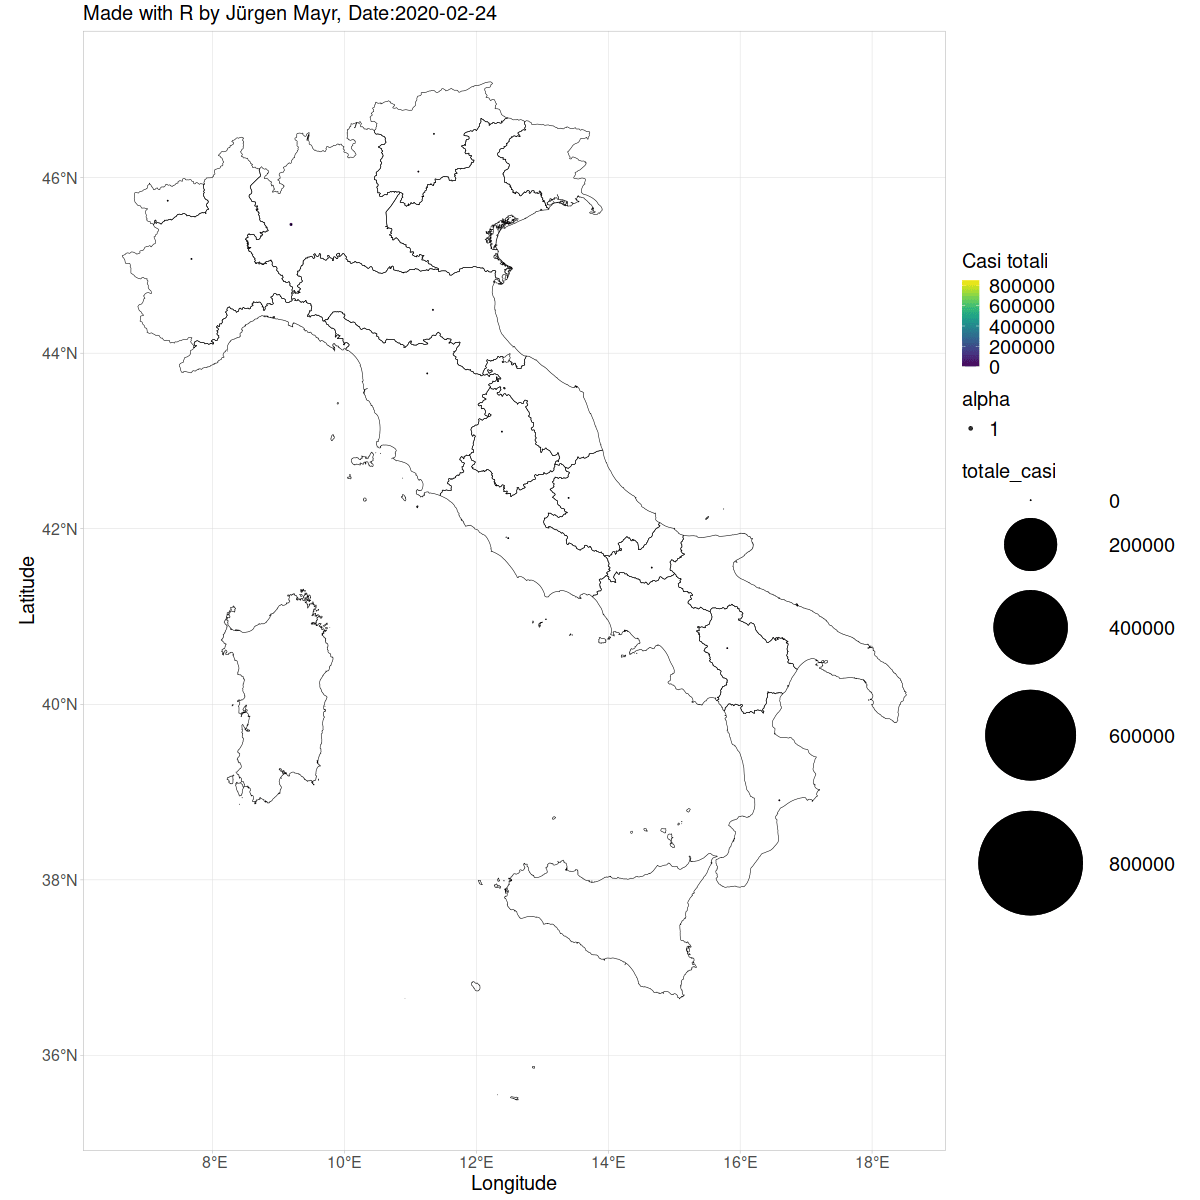 Made with R by Jürgen Mayr, Date:2020-02-24
46°N
44°N
42°N
40°N
38°N
36°N
Latitude
8°E
10°E
12°E
14°E
16°E
18°E
Longitude
Casi totali
800000
600000
400000
200000
0
alpha
1
totale_casi
0
200000
400000
600000
800000